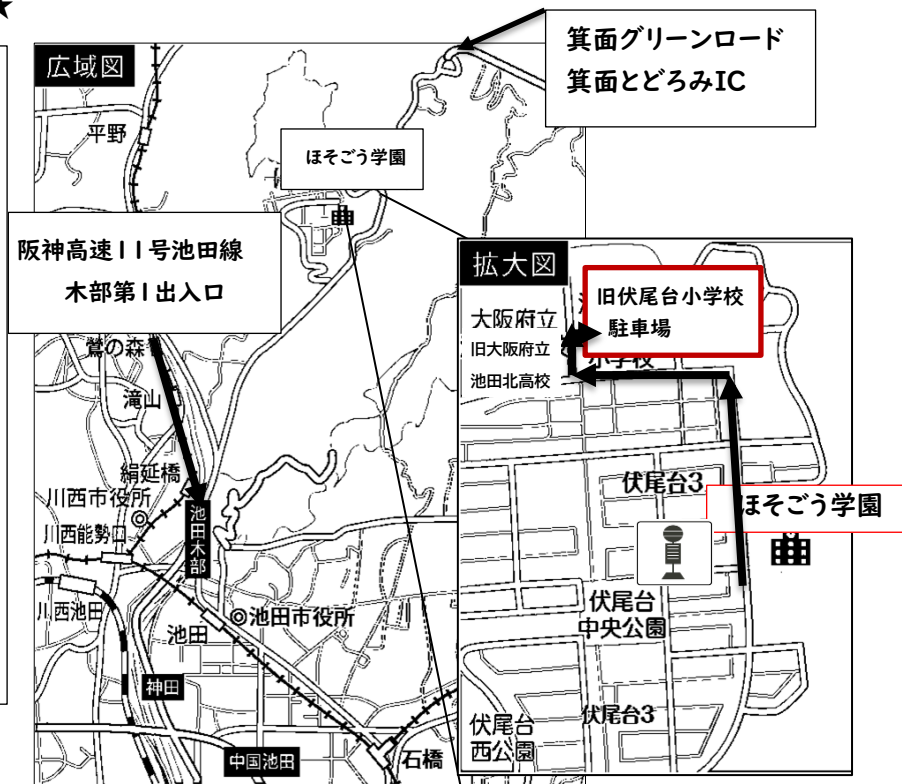 ★
広域図
箕面グリーンロード
箕面とどろみIC
平野
ほそごう学園
阪神高速11号池田線
木部第1出入口
鶯の森
滝山
絹延橋
川西市役所
川西能勢口
池田木部
川西池田
池田
池田市役所
神田
中国池田
石橋
拡大図
大阪府立
旧大阪府立
池田北高校
旧伏尾台小学校
駐車場
小学校
伏尾台3
ほそごう学園
伏尾台
中央公園
伏尾台3
伏尾台
西公園